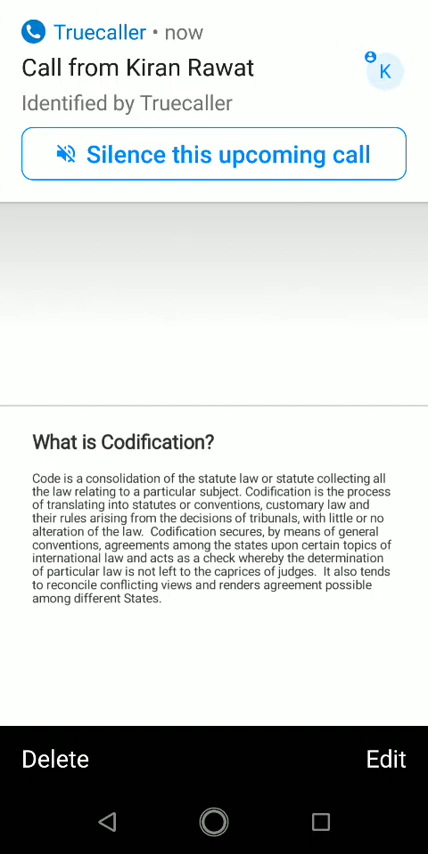 Truecaller • now
Call from Kiran Rawat
K
Identified by Truecaller
Silence this upcoming call
What is Codification?
Code is a consolidation of the statute law or statute collecting all
the law relating to a particular subject. Codification is the process
of translating into statutes or conventions, customary law and
their rules arising from the decisions of tribunals, with little or no
alteration of the law.  Codification secures, by means of general
conventions, agreements among the states upon certain topics of
international law and acts as a check whereby the determination
of particular law is not left to the caprices of judges.  It also tends
to reconcile conflicting views and renders agreement possible
among different States.
Delete
Edit